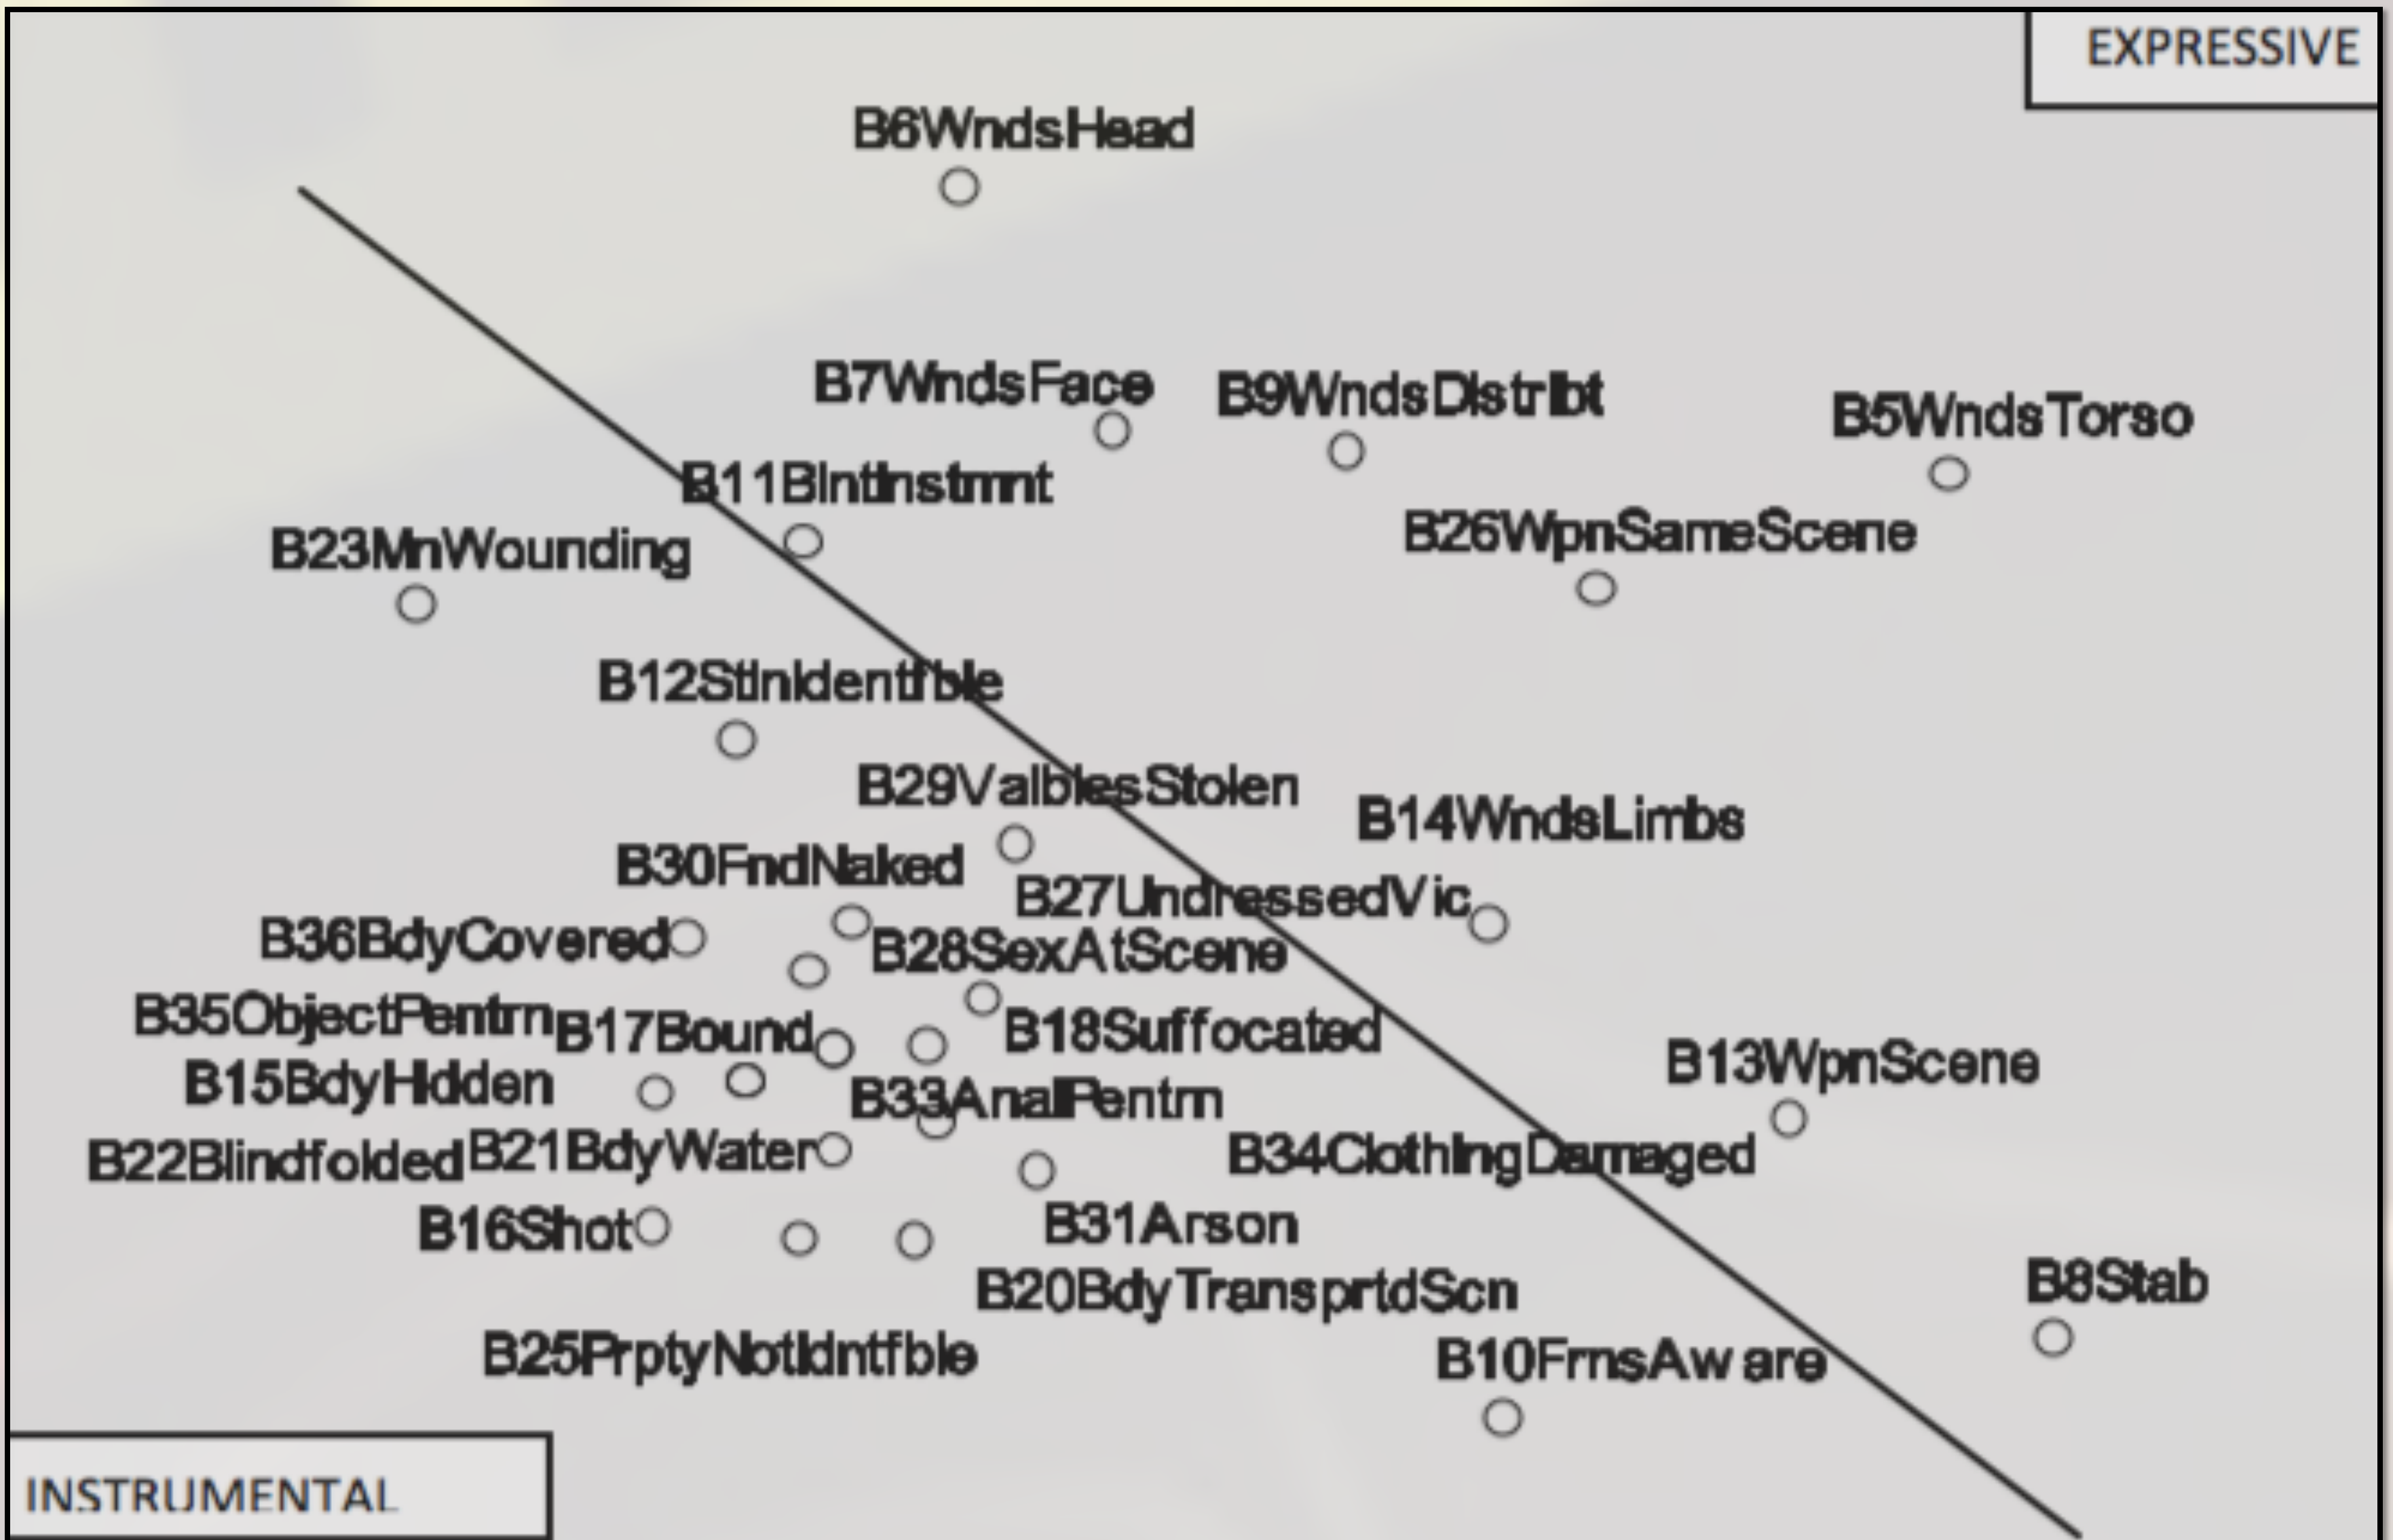 EXPRESSIVE
B6WndsHead
B7WndsFace
B9WndsDistribt
B5WndsTorso
B11BlntInstrmnt
B26WpnSameScene
B23MnWounding
B12StlnIdentfble
B29ValblesStolen
B14WndsLimbs
B30FndNaked
B27UndressedVic
B36BdyCovered
B28SexAtScene
B35ObjectPentrn
B17Bound
B18Suffocated
B13WpnScene
B15BdyHidden
B33AnalPentrn
B22Blindfolded
B21BdyWater
B34ClothingDamaged
B16Shot
B31Arson
B20BdyTransprtdScn
B8Stab
B25PrptyNotIdntfble
B10FrnsAware
INSTRUMENTAL